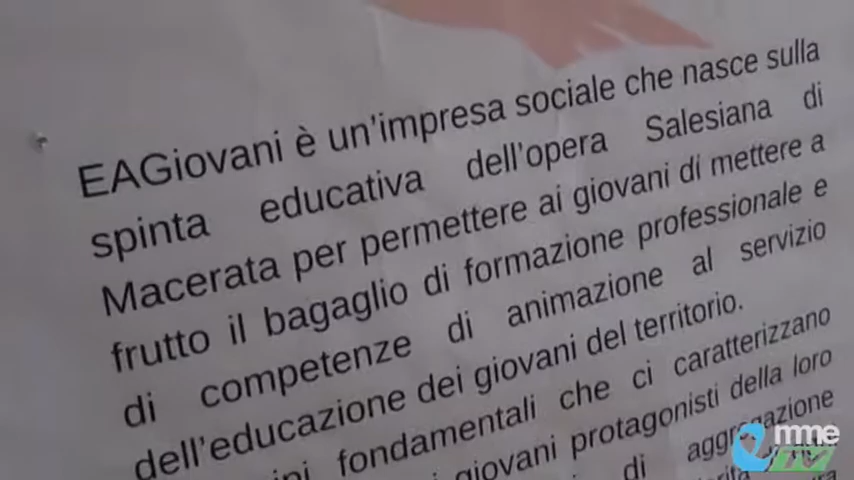 EAGiovani è un'impresa sociale che nasce sulla
spinta educativa dell'opera Salesiana di
Macerata per permettere ai giovani di mettere a
frutto il bagaglio di formazione professionale e
di competenze di animazione al servizio
dell'educazione dei giovani del territorio.
fondamentali che ci caratterizzano
giovani protagonisti della loro
di aggregazione
emme
TV